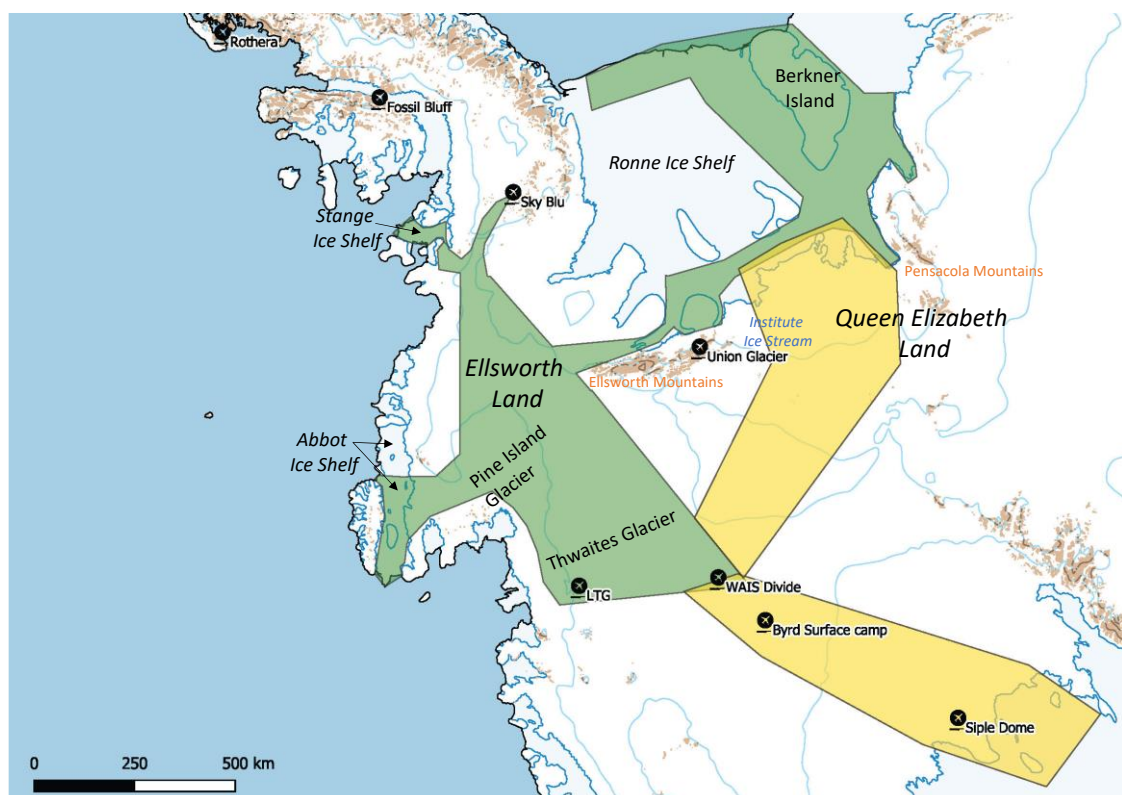 Rothera
Berkner
Island
Fossil Bluff
Ronne Ice Shelf
Sky Blu
Stange
Ice Shelf
Pensacola Mountains
Institute
Ice Stream
Queen Elizabeth
Land
Union Glacier
Ellsworth
Land
Ellsworth Mountains
Abbot
Ice Shelf
Pine Island
Glacier
Thwaites Glacier
LTG
WAIS Divide
Byrd Surface camp
Siple Dome
0 250 500 km